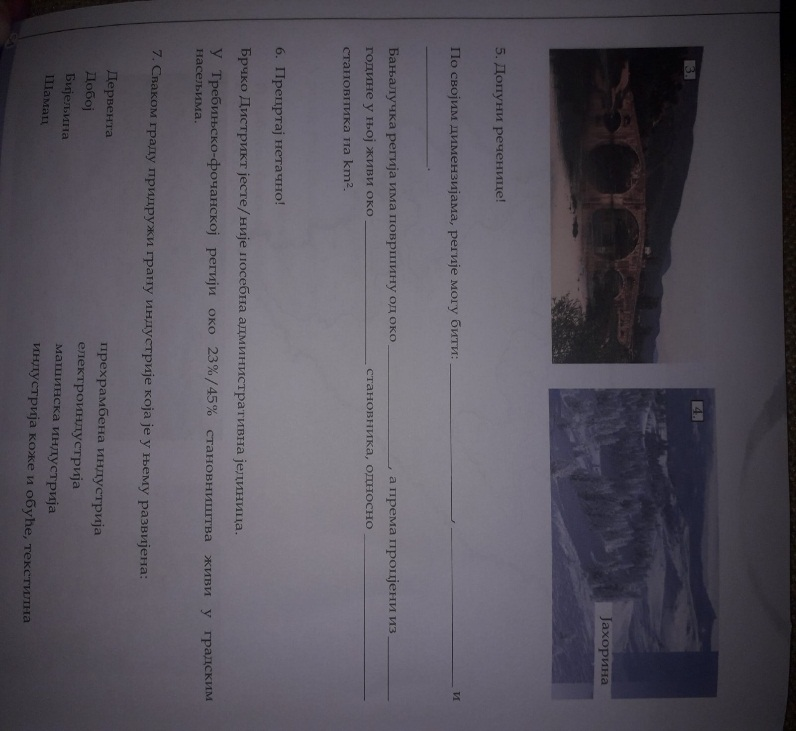 3.
4.
Јахорина
5. Допуни реченице!
По својим димензијама, регије могу бити: ____________, ____________ и
____________.
Бањалучка регија има површину од око ____________, а према процјени из ______
године у њој живи око ____________ становника, односно ____________
становника на km².
6. Прецртај нетачно!
Брчко Дистрикт јесте/није посебна административна јединица.
У Требињско-фочанској регији око 23%/45% становништва живи у градским
насељима.
7. Сваком граду придружи грану индустрије која је у њему развијена:
Дервента прехрамбена индустрија
Добој електроиндустрија
Бијељина машинска индустрија
Шамац индустрија коже и обуће, текстилна